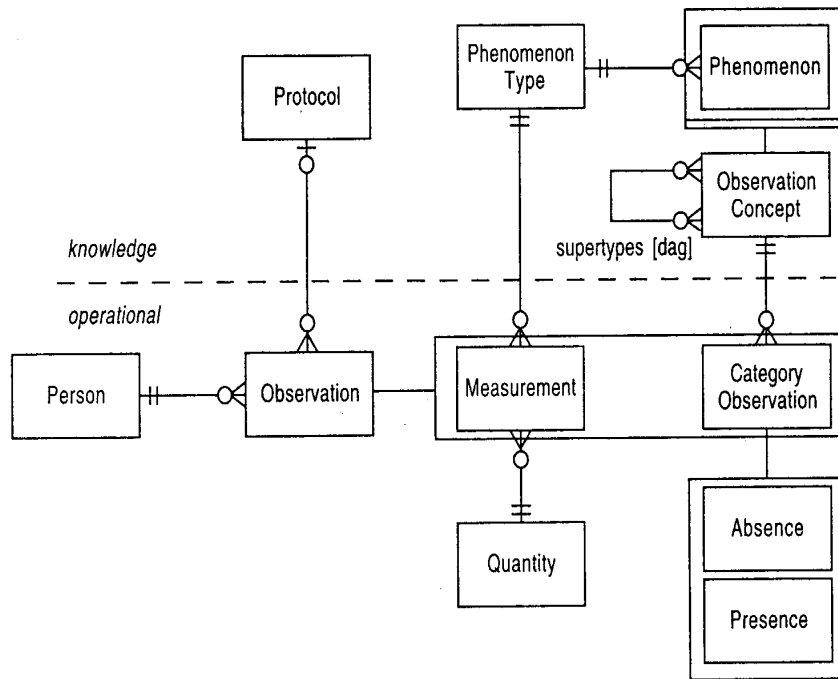 Protocol
Phenomenon
Type
Phenomenon
Observation
Concept
supertypes [dag]
knowledge
operational
Person
Observation
Measurement
Category
Observation
Quantity
Absence
Presence